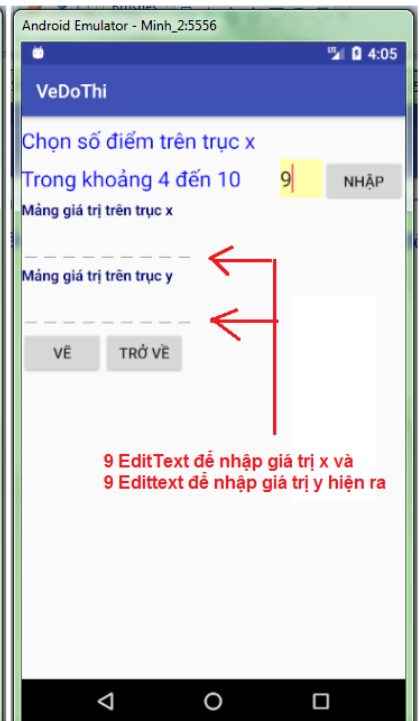 Android Emulator - Minh_2:5556
4:05
VeDoThi
Chọn số điểm trên trục x
Trong khoảng 4 đến 10
9
NHẬP
Mảng giá trị trên trục x
Mảng giá trị trên trục y
VẼ
TRỞ VỀ
9 EditText để nhập giá trị x và
9 Edittext để nhập giá trị y hiện ra